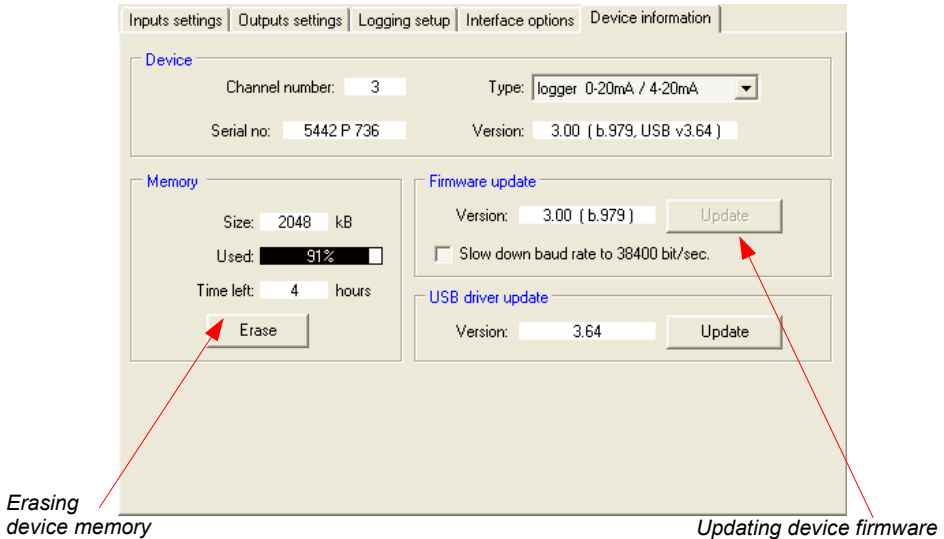 Inputs settings Outputs settings Logging setup Interface options Device information
Device
Channel number: 3 Type: logger 0-20mA / 4-20mA
Serial no: 5442 P 736 Version: 3.00 ( b.979, USB v3.64 )
Memory
Size: 2048 kB
Used: 91%
Time left: 4 hours
Erase
Firmware update
Version: 3.00 ( b.979 ) Update
Slow down baud rate to 38400 bit/sec.
USB driver update
Version: 3.64 Update
Erasing
device memory
Updating device firmware